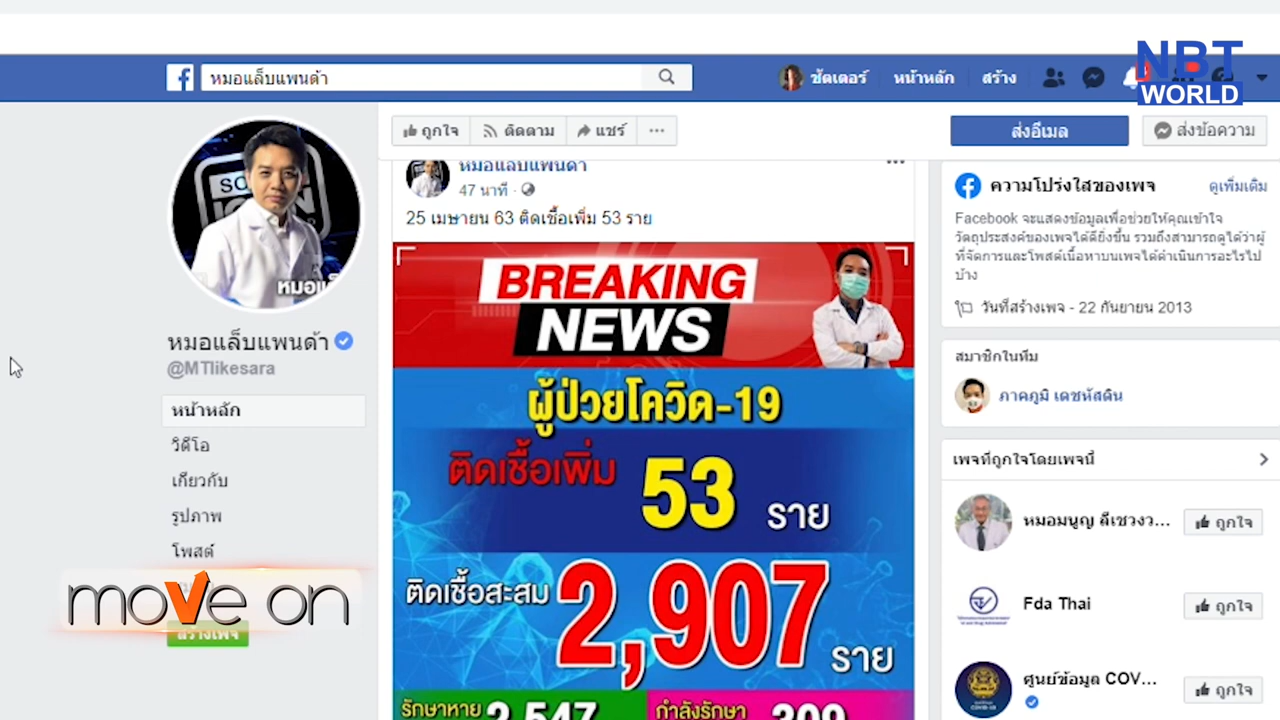 NBT
WORLD
หมอแล็บแพนด้า
ชัตเตอร์
หน้าหลัก
สร้าง
ถูกใจ
ติดตาม
แชร์
ส่งอีเมล
ส่งข้อความ
หมอแล็บแพนด้า
47 นาที
25 เมษายน 63 ติดเชื้อเพิ่ม 53 ราย
BREAKING
NEWS
ผู้ป่วยโควิด-19
ติดเชื้อเพิ่ม 53 ราย
ติดเชื้อสะสม 2,907 ราย
รักษาหาย 2,547
กำลังรักษา 309
หมอแล็บแพนด้า
@MTlikesara
หน้าหลัก
วิดีโอ
เกี่ยวกับ
รูปภาพ
โพสต์
move on
สร้างเพจ
ความโปร่งใสของเพจ
ดูเพิ่มเติม
Facebook จะแสดงข้อมูลเพื่อช่วยให้คุณเข้าใจ
วัตถุประสงค์ของเพจได้ดียิ่งขึ้น รวมถึงสามารถดูได้ว่าผู้
ที่จัดการและโพสต์เนื้อหาบนเพจได้ดำเนินการอะไรไป
บ้าง
วันที่สร้างเพจ - 22 กันยายน 2013
สมาชิกในทีม
ภาคภูมิ เดชหัสดิน
เพจที่ถูกใจโดยเพจนี้
หมอมนูญ ลีเชวงว...
ถูกใจ
Fda Thai
ถูกใจ
ศูนย์ข้อมูล COV...
ถูกใจ